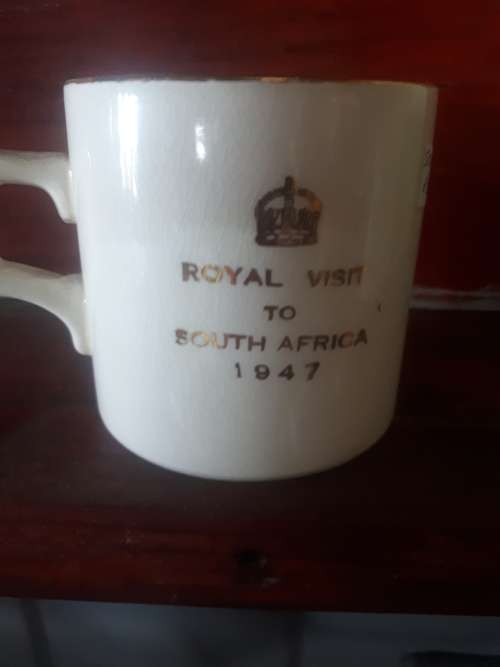 ROYAL VISIT
TO
SOUTH AFRICA
1947